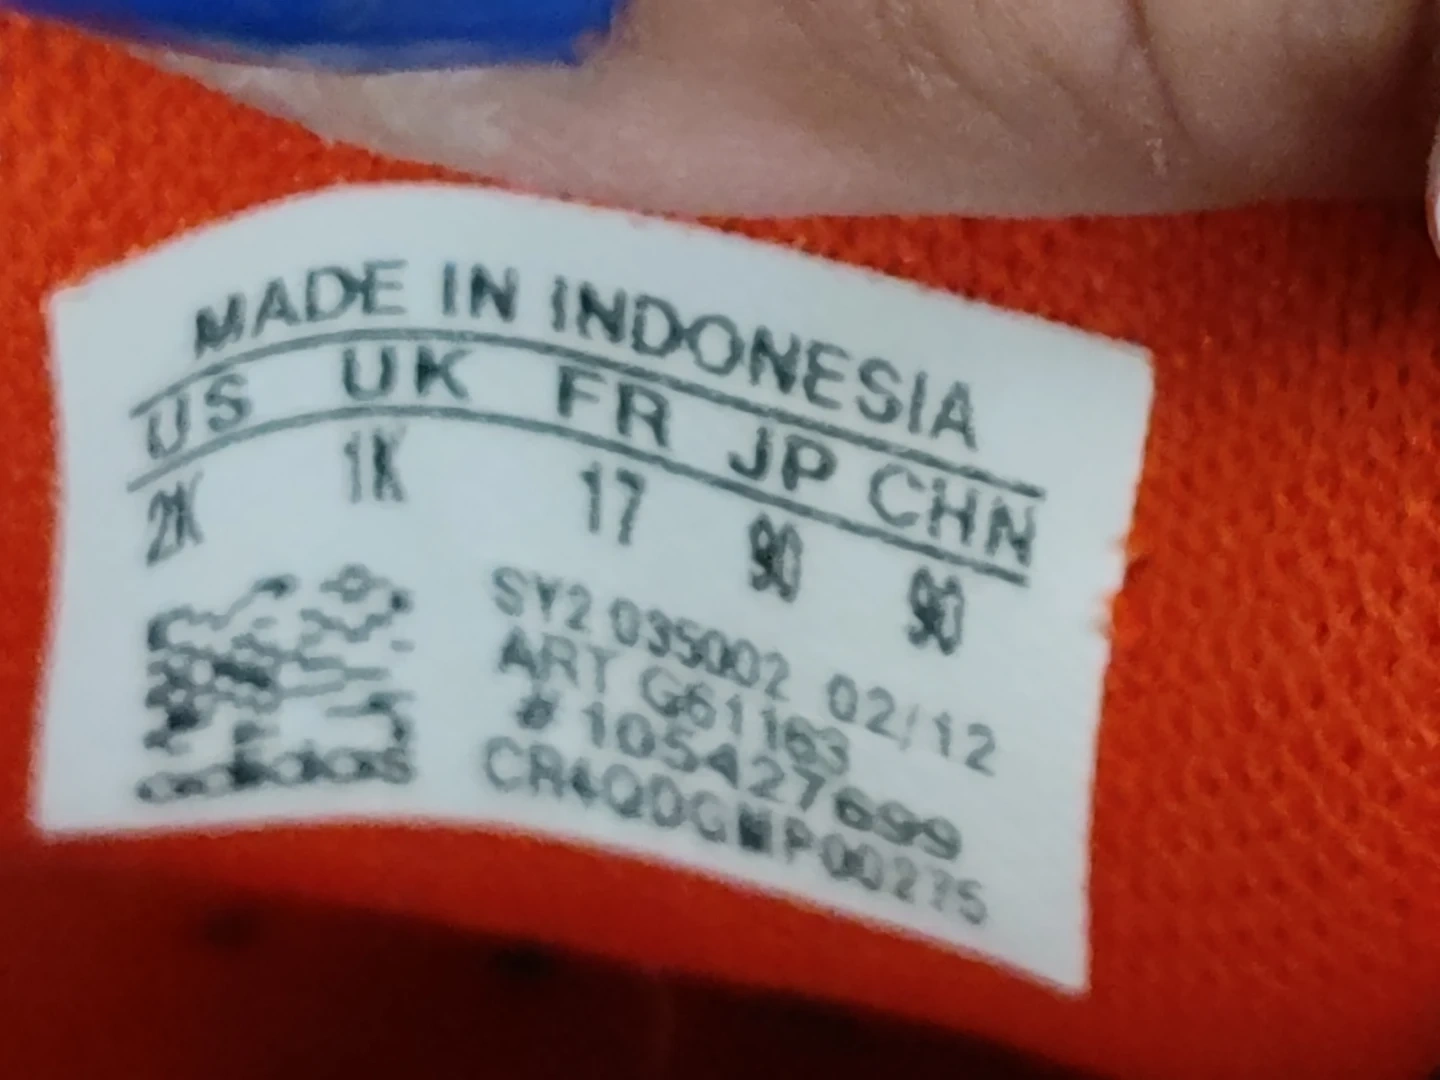 MADE IN INDONESIA
US UK FR JP CHN
2K 1K 17 90 90
SY2 035002 02/12
ART G61163
# 105427699
CR4QDGMP00275
adidas